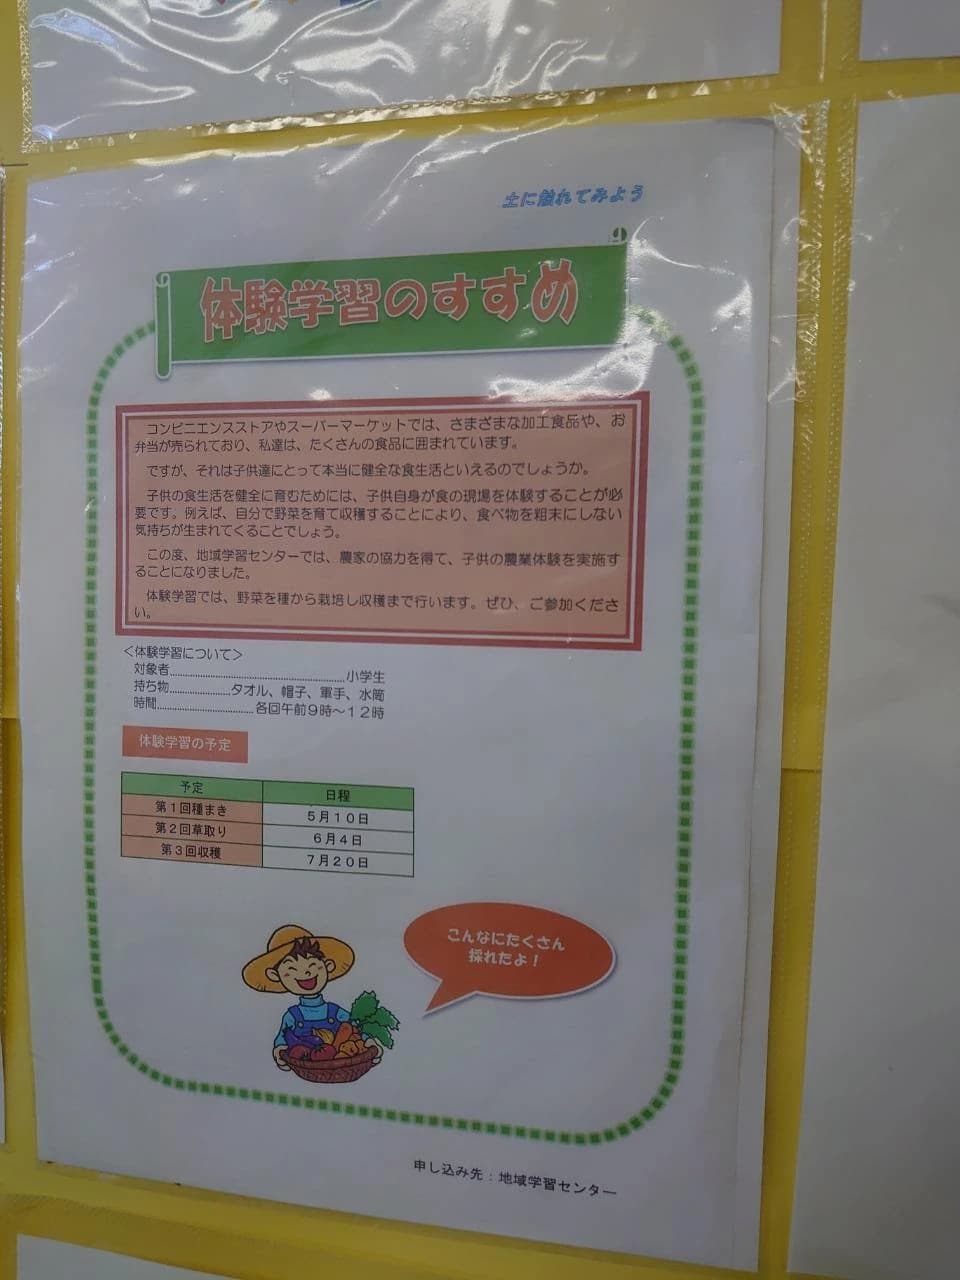 土に触れてみよう
9
体験学習のすすめ
コンビニエンスストアやスーパーマーケットでは、さまざまな加工食品や、お
弁当が売られており、私達は、たくさんの食品に囲まれています。
ですが、それは子供達にとって本当に健全な食生活といえるのでしょうか。
子供の食生活を健全に育むためには、子供自身が食の現場を体験することが必
要です。例えば、自分で野菜を育て収穫することにより、食べ物を粗末にしない
気持ちが生まれてくることでしょう。
この度、地域学習センターでは、農家の協力を得て、子供の農業体験を実施す
ることになりました。
体験学習では、野菜を種から栽培し収穫まで行います。ぜひ、ご参加くださ
い。
＜体験学習について＞
対象者..........................................................小学生
持ち物....................タオル、帽子、軍手、水筒
時間................................各回午前９時～１２時
体験学習の予定
予定 日程
第１回種まき ５月１０日
第２回草取り ６月４日
第３回収穫 ７月２０日
こんなにたくさん
採れたよ！
申し込み先：地域学習センター